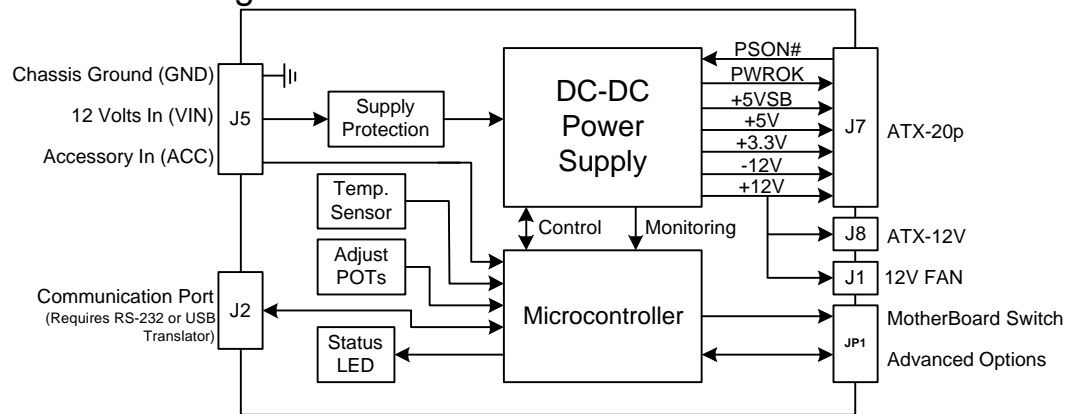 Chassis Ground (GND)
12 Volts In (VIN)
Accessory In (ACC)
J5
Supply
Protection
DC-DC
Power
Supply
PSON#
PWROK
+5VSB
+5V
+3.3V
-12V
+12V
J7
ATX-20p
Temp.
Sensor
Control
Monitoring
J8
ATX-12V
Adjust
POTs
J1
12V FAN
Communication Port
(Requires RS-232 or USB
Translator)
J2
Microcontroller
MotherBoard Switch
JP1
Advanced Options
Status
LED